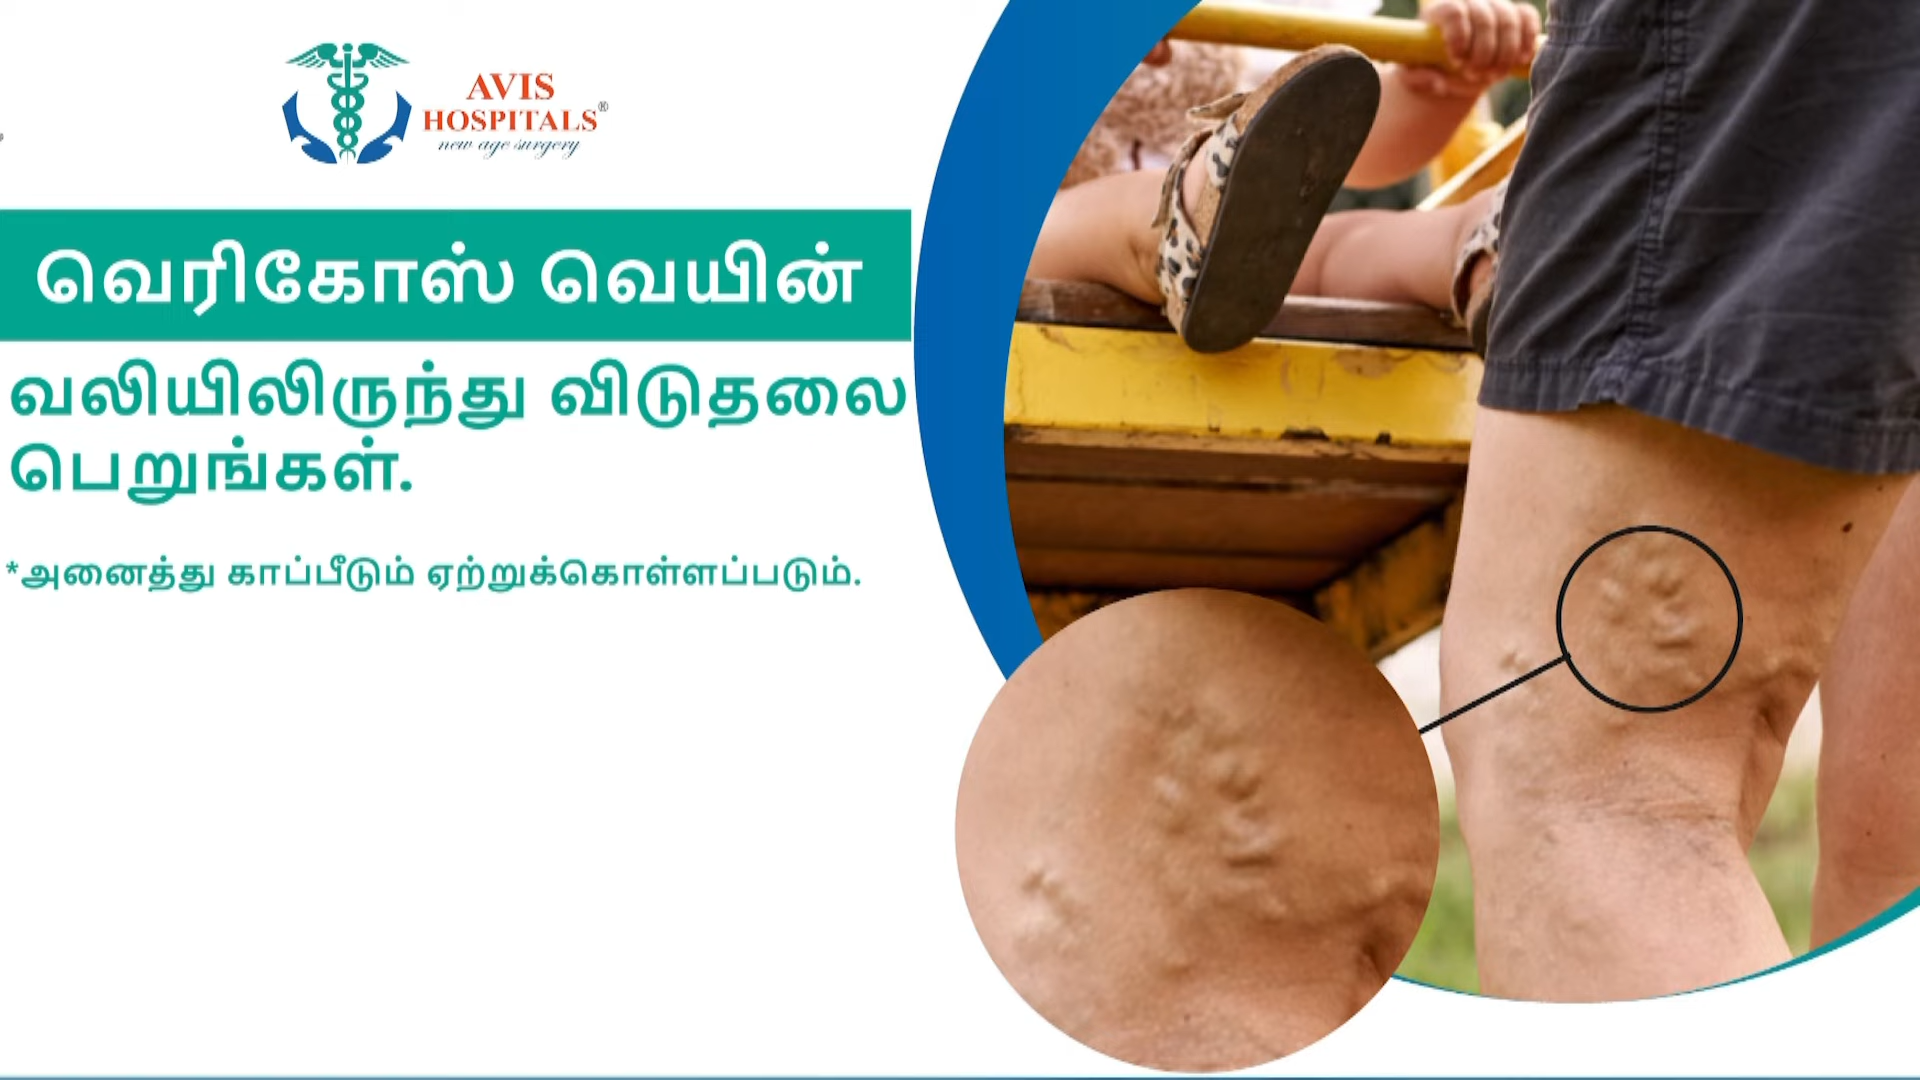 AVIS
HOSPITALS®
new age surgery
வெரிகோஸ் வெயின்
வலியிலிருந்து விடுதலை
பெறுங்கள்.
*அனைத்து காப்பீடும் ஏற்றுக்கொள்ளப்படும்.